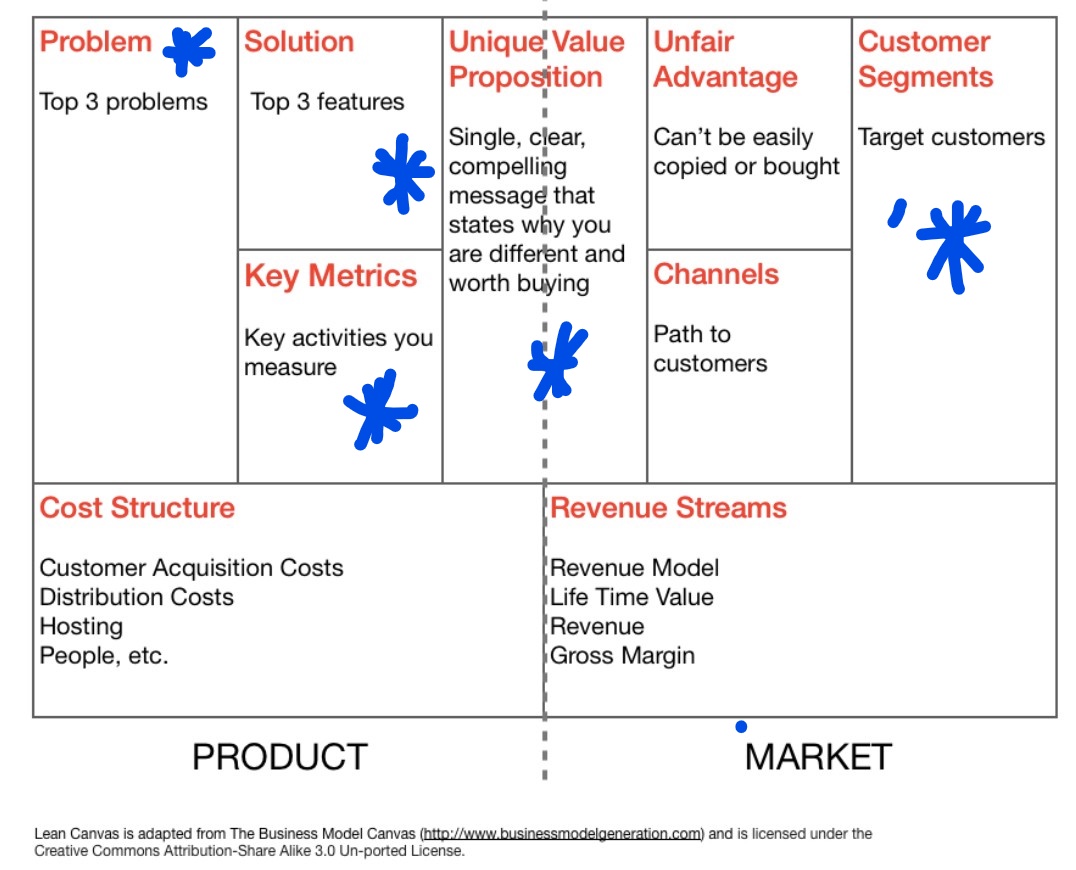 Problem
Top 3 problems
Solution
Top 3 features
Key Metrics
Key activities you
measure
Unique Value
Proposition
Single, clear,
compelling
message that
states why you
are different and
worth buying
Unfair
Advantage
Can’t be easily
copied or bought
Channels
Path to
customers
Customer
Segments
Target customers
Cost Structure
Customer Acquisition Costs
Distribution Costs
Hosting
People, etc.
Revenue Streams
Revenue Model
Life Time Value
Revenue
Gross Margin
PRODUCT
MARKET
Lean Canvas is adapted from The Business Model Canvas (http://www.businessmodelgeneration.com) and is licensed under the
Creative Commons Attribution-Share Alike 3.0 Un-ported License.